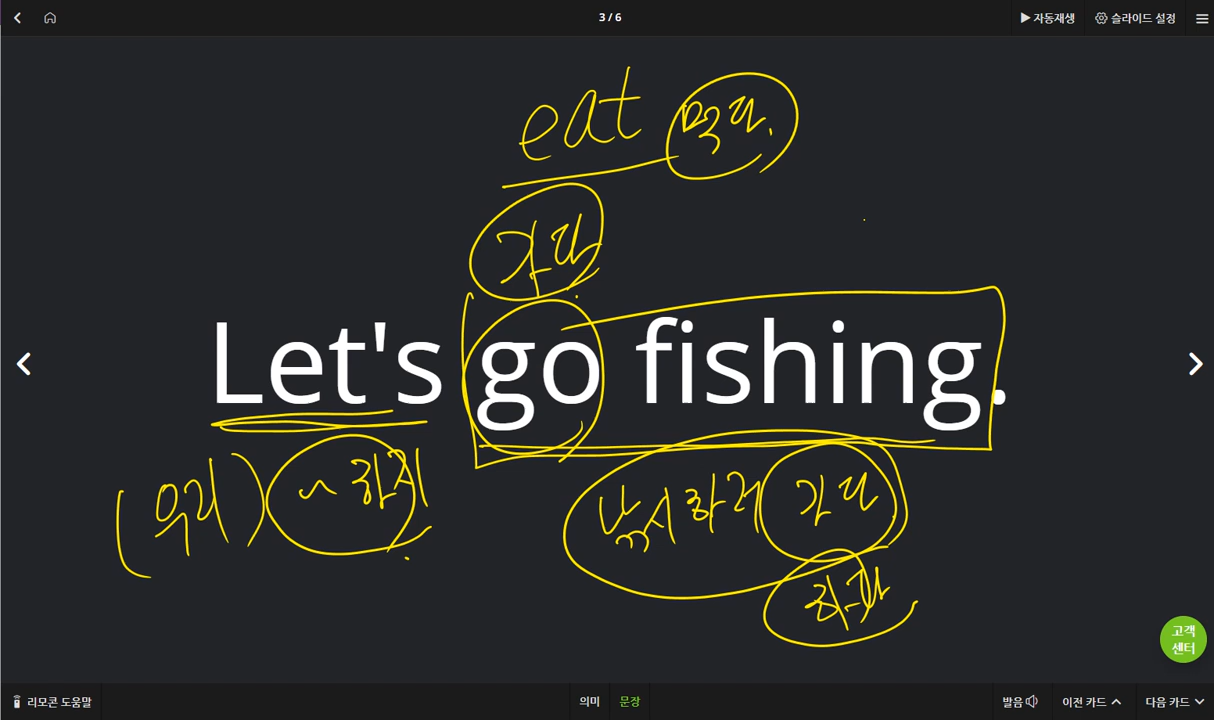 3 / 6
자동재생
슬라이드 설정
eat 먹다.
가다
Let's go fishing.
(우리) ~ 하자
낚시하러 가다
고객
센터
리모콘 도움말
의미
문장
발음
이전 카드
다음 카드